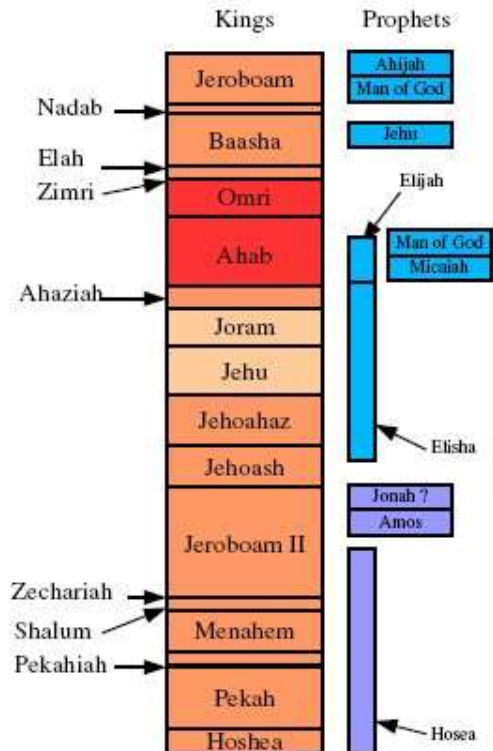 Kings
Prophets
Jeroboam
Ahijah
Man of God
Nadab
Baasha
Jehu
Elah
Zimri
Elijah
Omri
Ahab
Man of God
Micaiah
Ahaziah
Joram
Jehu
Jehoahaz
Elisha
Jehoash
Jonah ?
Amos
Jeroboam II
Zechariah
Shalum
Menahem
Pekahiah
Pekah
Hosea
Hoshea